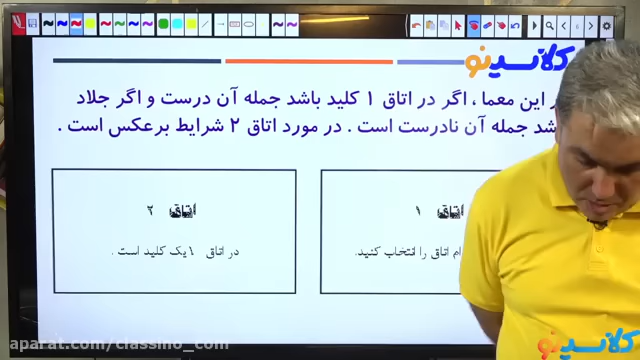 کلاسینو
ر این معما ، اگر در اتاق ۱ کلید باشد جمله آن درست و اگر جلاد
شد جمله آن نادرست است . در مورد اتاق ۲ شرایط برعکس است .
اتاق ۱
ام اتاق را انتخاب کنید.
اتاق ۲
در اتاق ۱ یک کلید است .
aparat.com/classino_com
کلاسینو